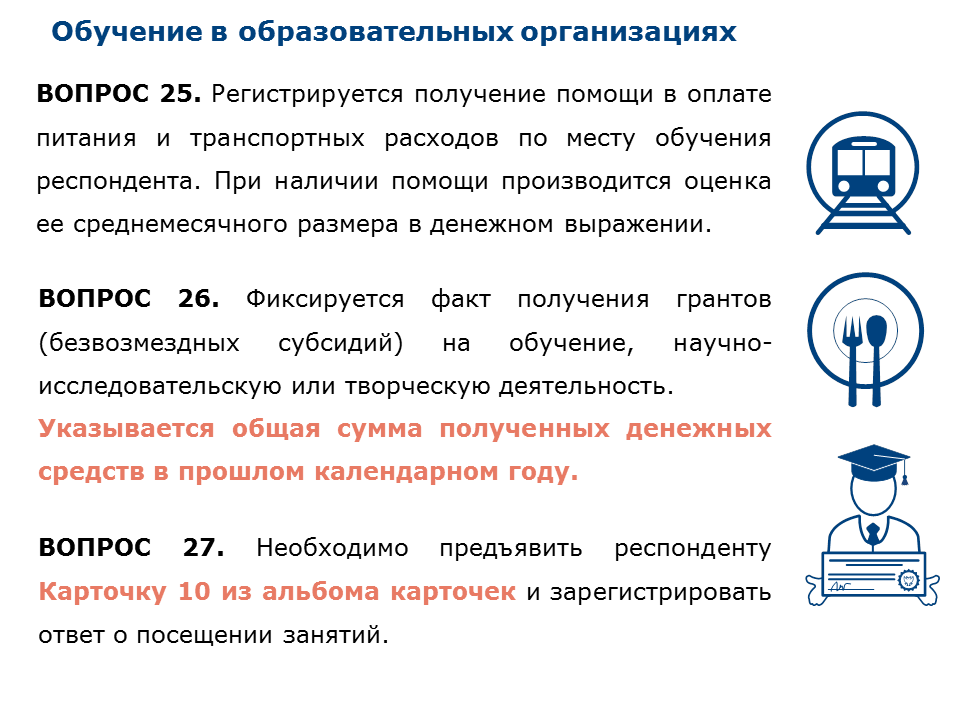 Обучение в образовательных организациях
ВОПРОС 25. Регистрируется получение помощи в оплате
питания и транспортных расходов по месту обучения
респондента. При наличии помощи производится оценка
ее среднемесячного размера в денежном выражении.
ВОПРОС 26. Фиксируется факт получения грантов
(безвозмездных субсидий) на обучение, научно-
исследовательскую или творческую деятельность.
Указывается общая сумма полученных денежных
средств в прошлом календарном году.
ВОПРОС 27. Необходимо предъявить респонденту
Карточку 10 из альбома карточек и зарегистрировать
ответ о посещении занятий.